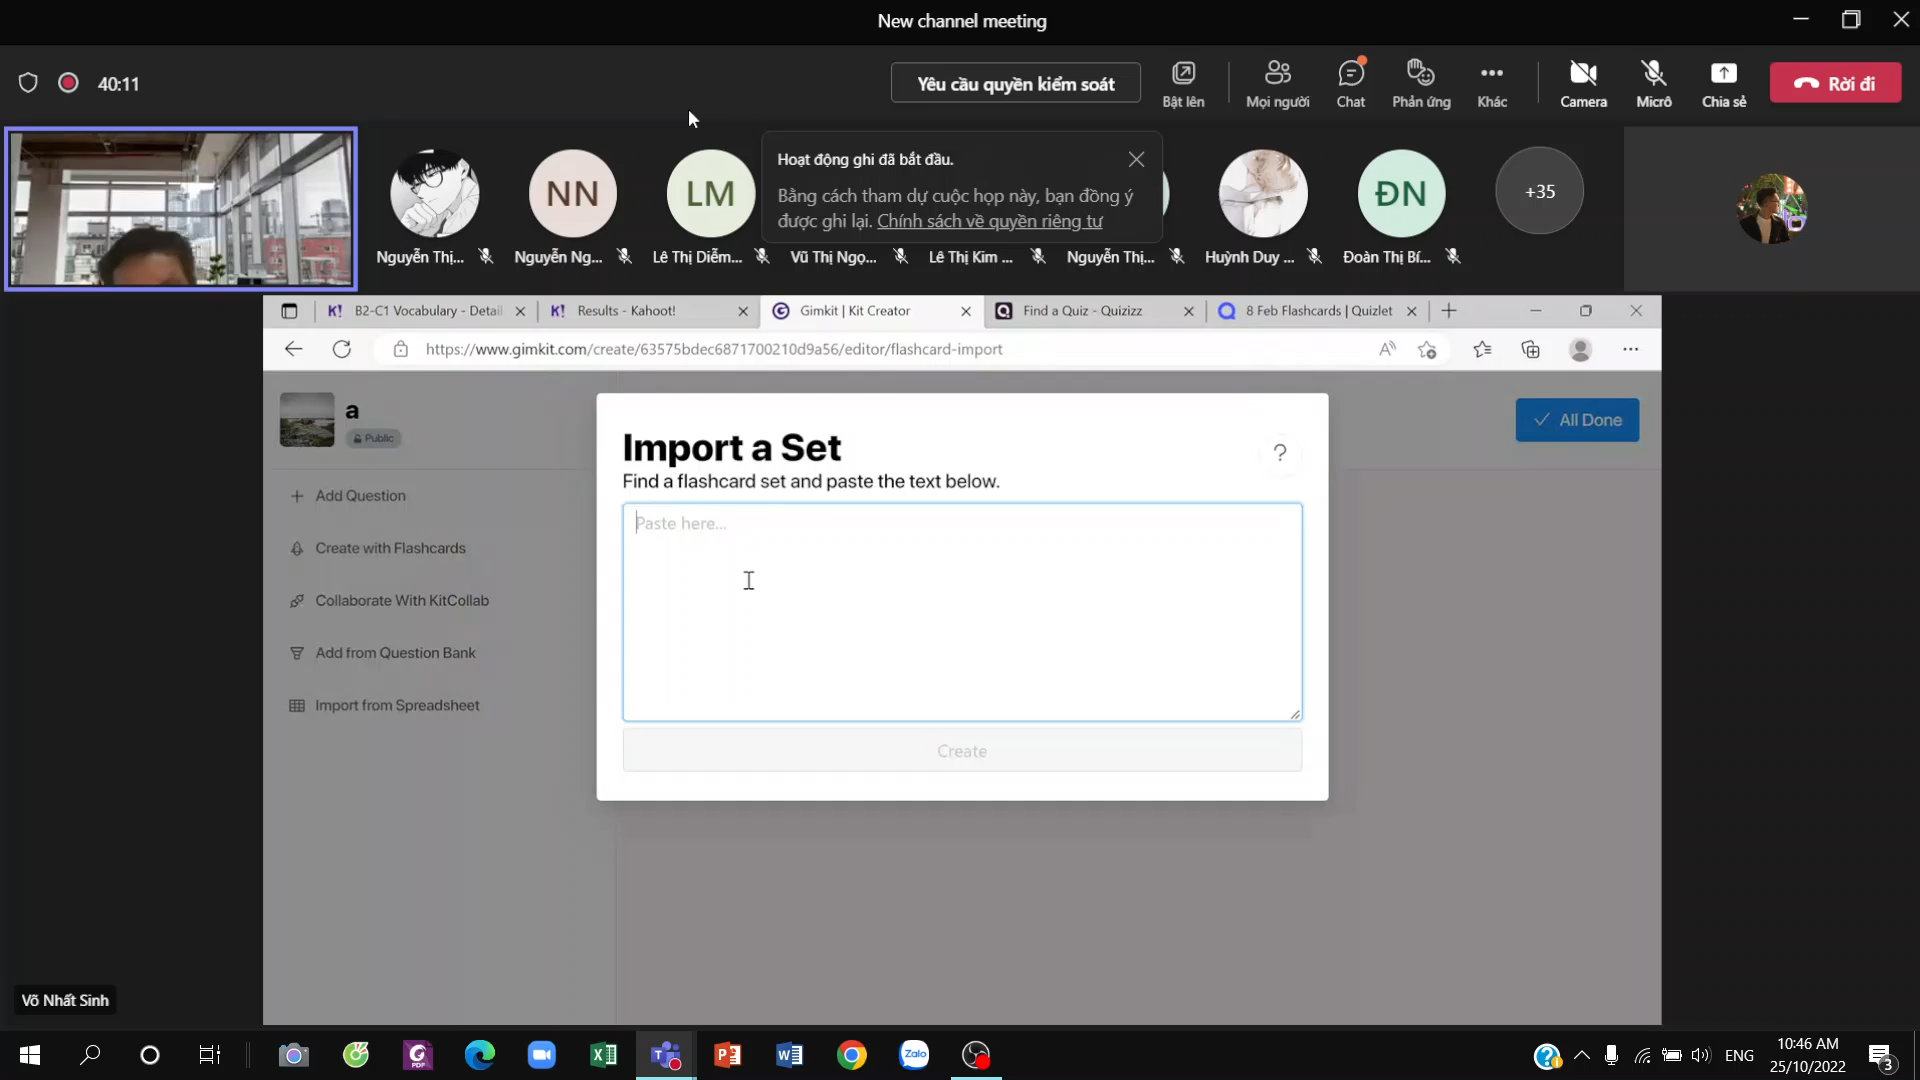 New channel meeting
40:11
Yêu cầu quyền kiểm soát
Bật lên
Mọi người
Chat
Phản ứng
Khác
Camera
Micrô
Chia sẻ
Rời đi
NN
LM
Hoạt động ghi đã bắt đầu.
Bằng cách tham dự cuộc họp này, bạn đồng ý
được ghi lại. Chính sách về quyền riêng tư
ĐN
+35
Nguyễn Thị...
Nguyễn Ng...
Lê Thị Diễm...
Vũ Thị Ngọ...
Lê Thị Kim ...
Nguyễn Thị...
Huỳnh Duy ...
Đoàn Thị Bí...
K! B2-C1 Vocabulary - Detail
K! Results - Kahoot!
Gimkit | Kit Creator
Find a Quiz - Quizizz
8 Feb Flashcards | Quizlet
https://www.gimkit.com/create/63575bdec6871700210d9a56/editor/flashcard-import
a
Public
All Done
Add Question
Create with Flashcards
Collaborate With KitCollab
Add from Question Bank
Import from Spreadsheet
Import a Set
?
Find a flashcard set and paste the text below.
Paste here...
Create
Võ Nhất Sinh
PDF
Zalo
ENG
10:46 AM
25/10/2022
3